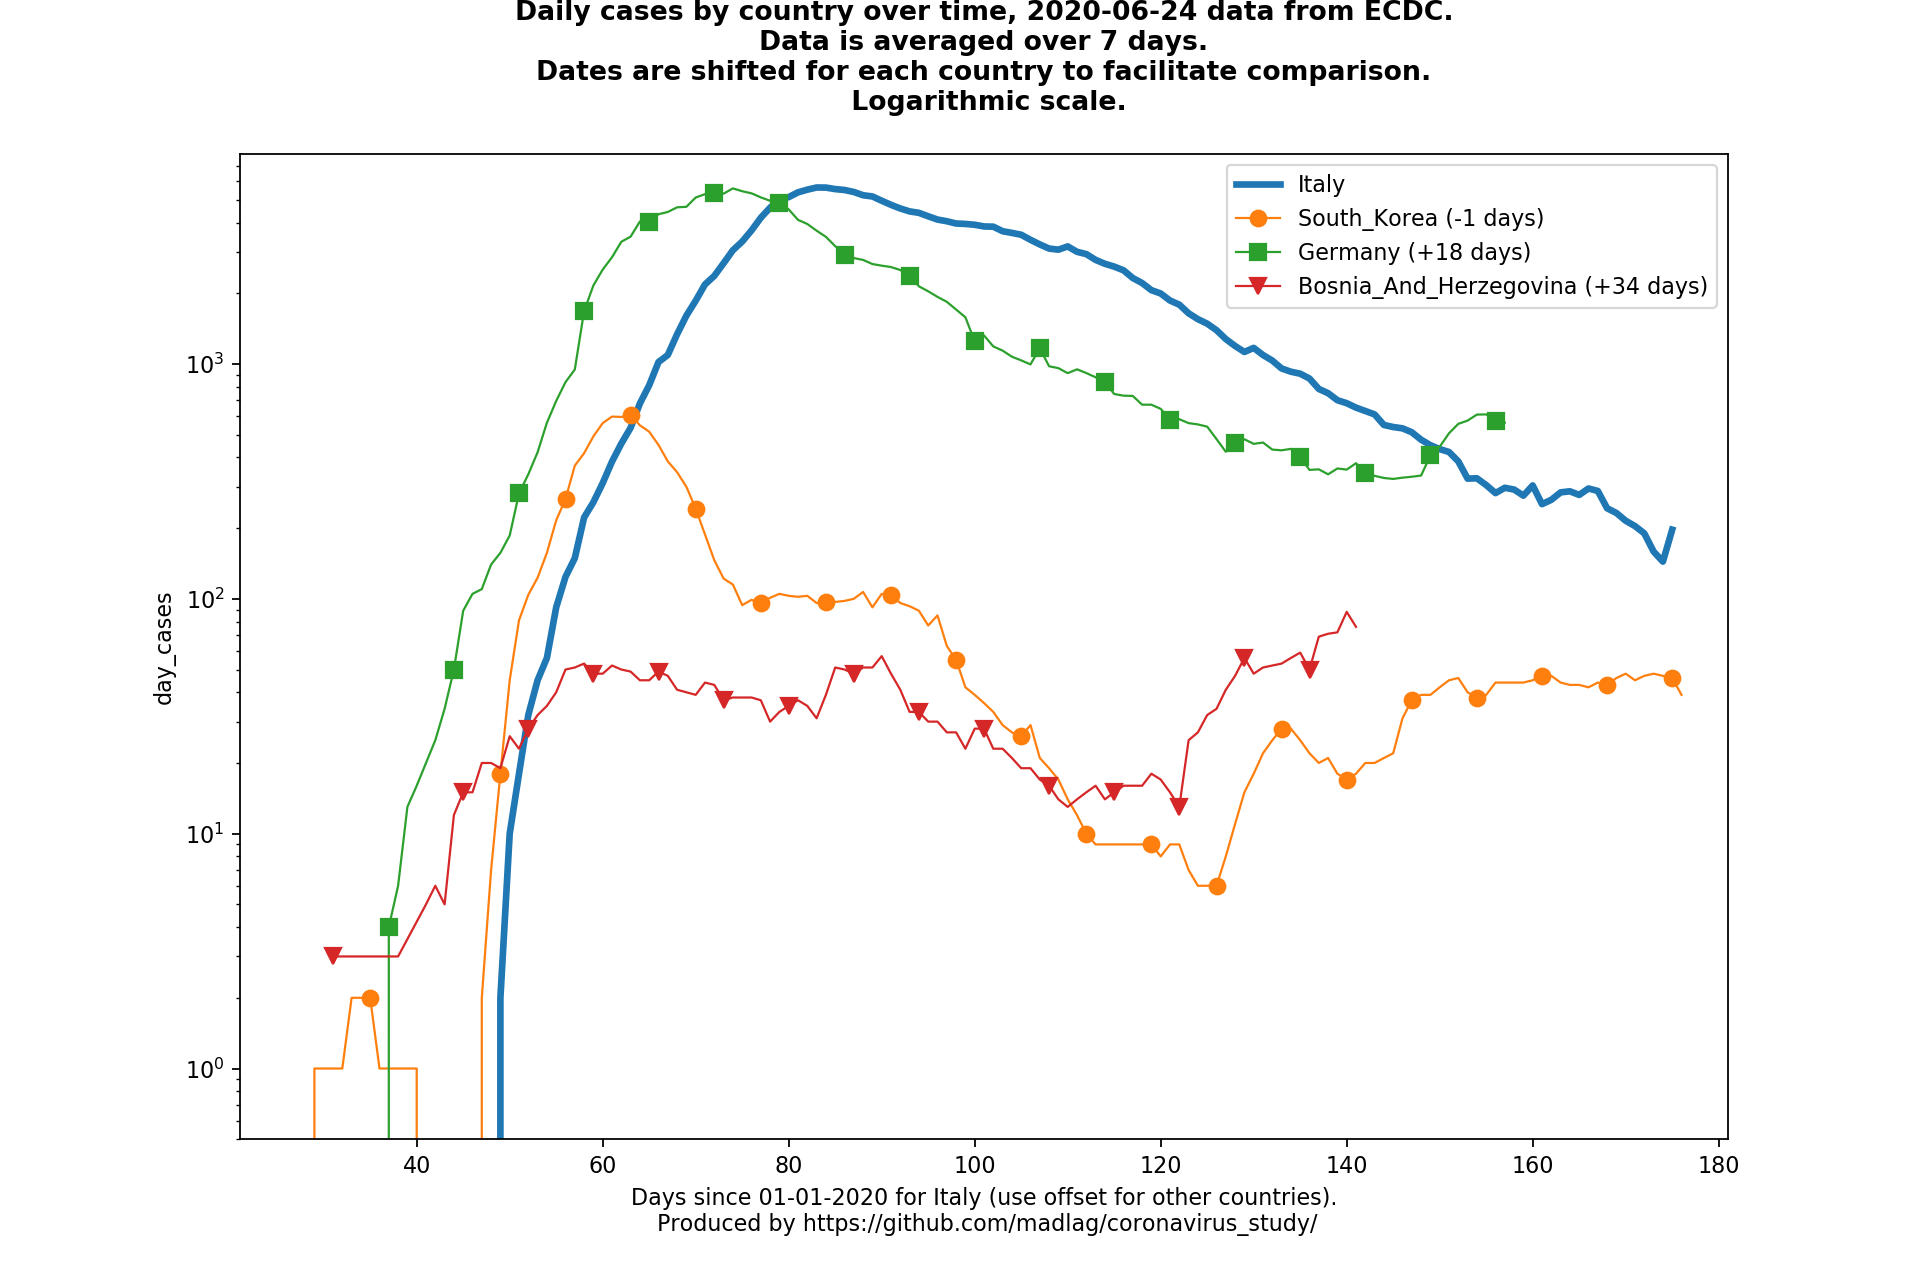 Daily cases by country over time, 2020-06-24 data from ECDC.
Data is averaged over 7 days.
Dates are shifted for each country to facilitate comparison.
Logarithmic scale.
Italy
South_Korea (-1 days)
Germany (+18 days)
Bosnia_And_Herzegovina (+34 days)
10³
10²
10¹
10⁰
day_cases
40 60 80 100 120 140 160 180
Days since 01-01-2020 for Italy (use offset for other countries).
Produced by https://github.com/madlag/coronavirus_study/